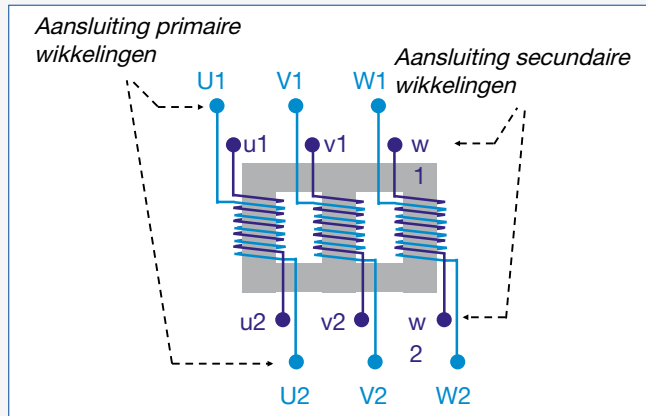 Aansluiting primaire
wikkelingen
Aansluiting secundaire
wikkelingen
U1 V1 W1
u1 v1 w
1
u2 v2 w
2
U2 V2 W2